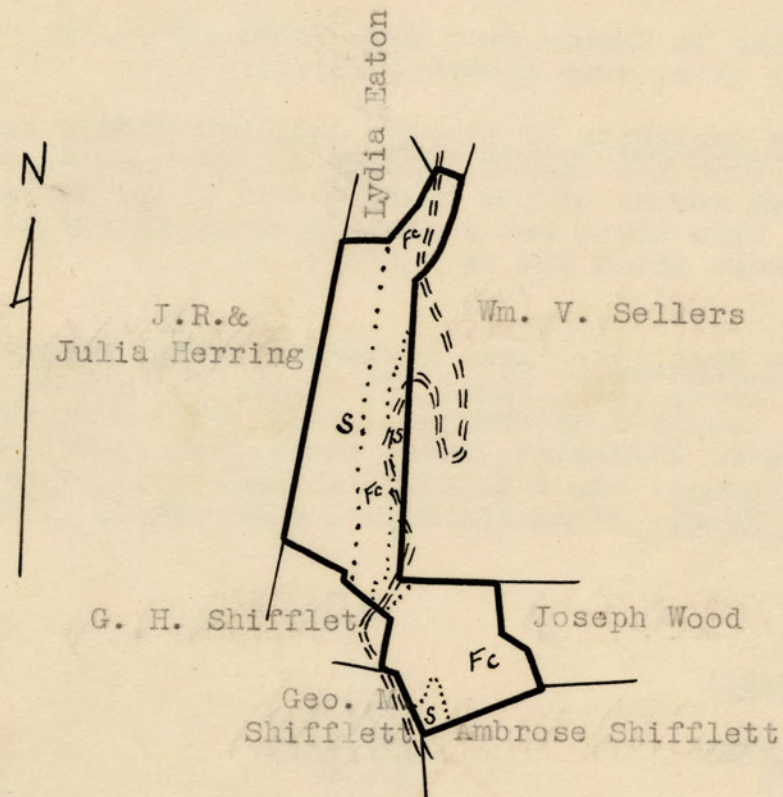 Lydia Eaton
N
Fc
J.R.&
Julia Herring
Wm. V. Sellers
S
S
Fc
G. H. Shifflet
Joseph Wood
Fc
Geo. M.
Shifflett
S
Ambrose Shifflett